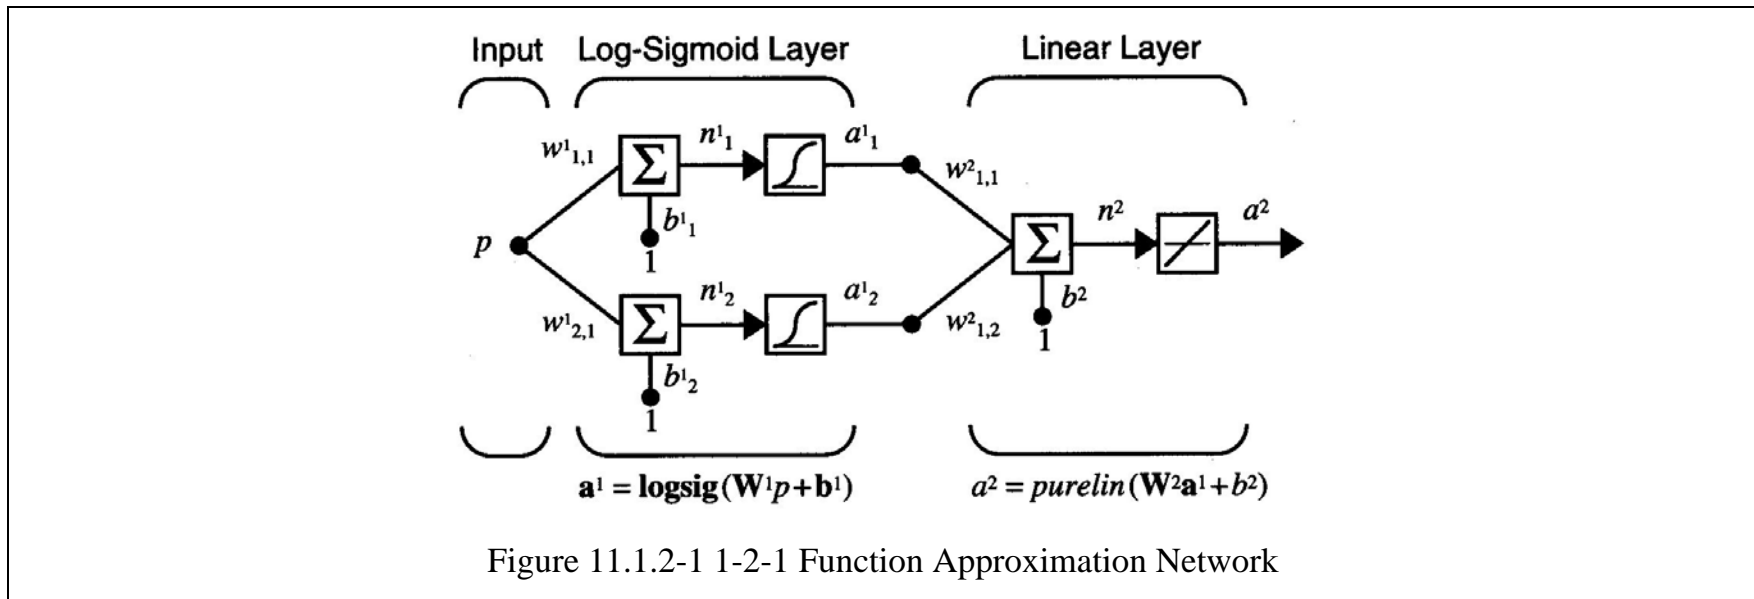 Input Log-Sigmoid Layer Linear Layer
w¹1,1 n¹1 a¹1 w²1,1
b¹1
1
p n² a²
b²
1
w¹2,1 n¹2 a¹2 w²1,2
b¹2
1
a¹ = logsig(W¹p+b¹) a² = purelin(W²a¹+b²)
Figure 11.1.2-1 1-2-1 Function Approximation Network